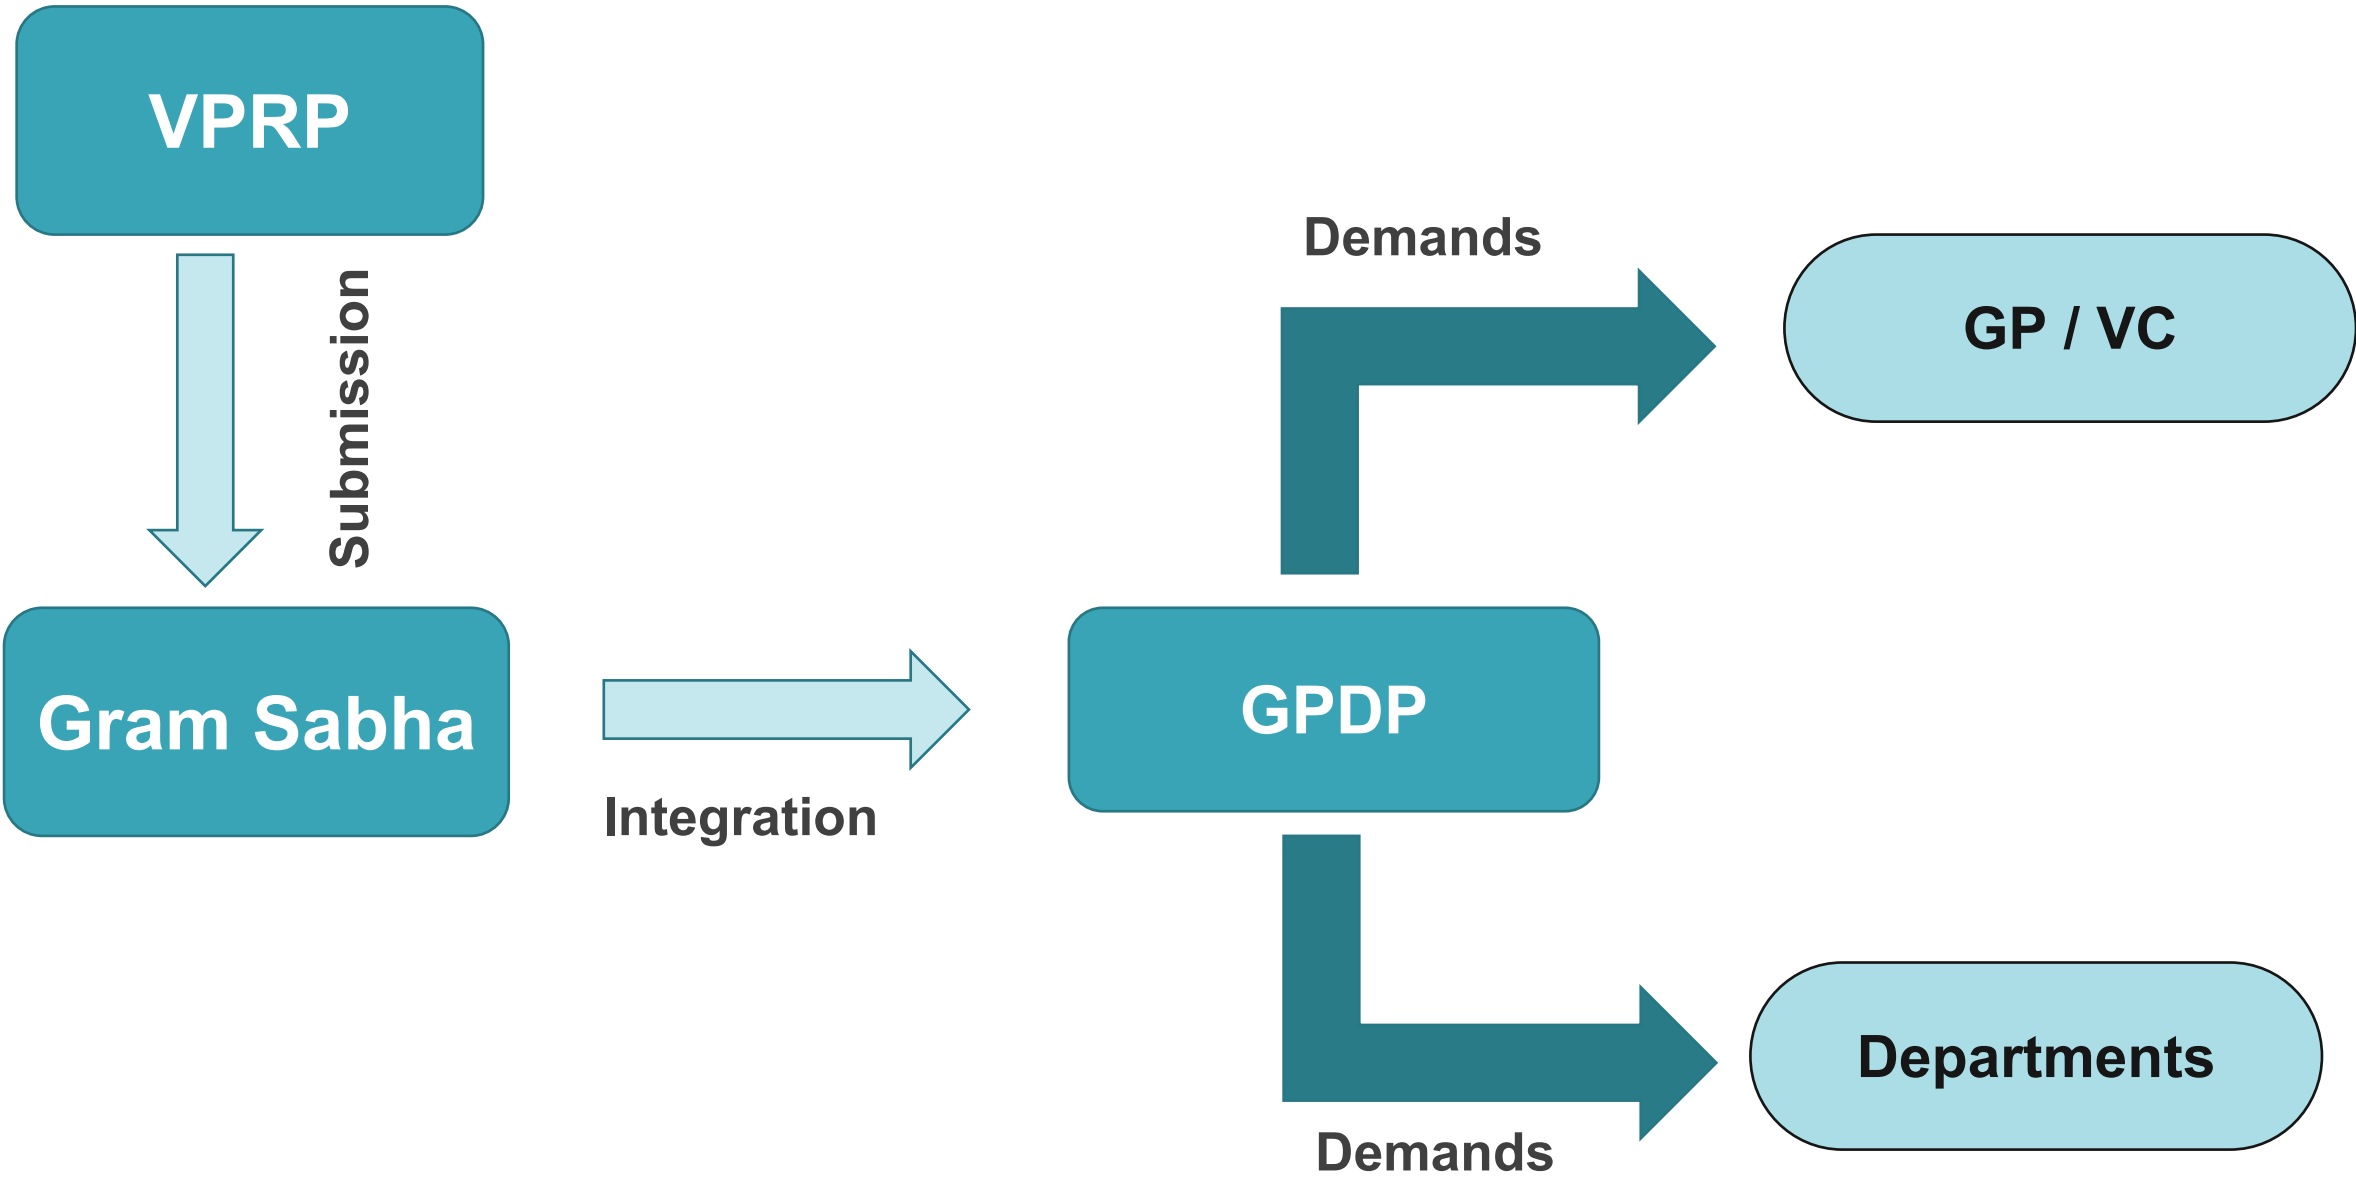 VPRP
Submission
Gram Sabha
Integration
GPDP
Demands
GP / VC
Demands
Departments